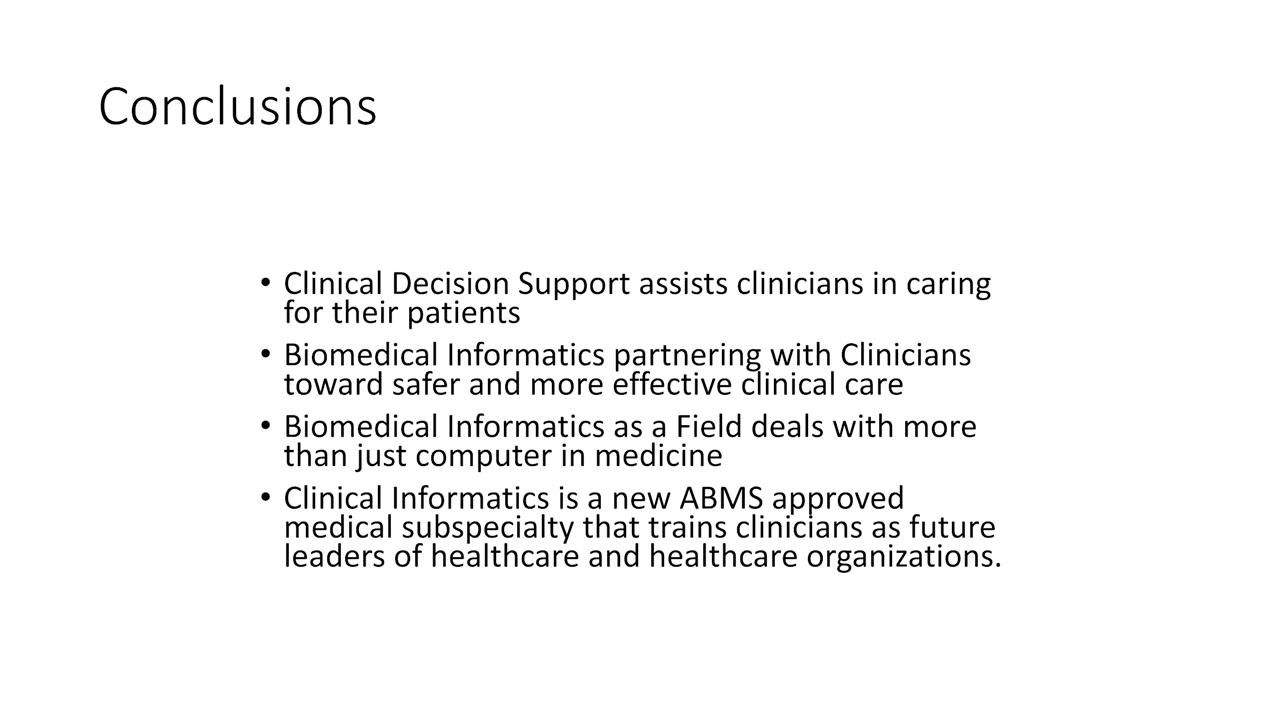 Conclusions
• Clinical Decision Support assists clinicians in caring
for their patients
• Biomedical Informatics partnering with Clinicians
toward safer and more effective clinical care
• Biomedical Informatics as a Field deals with more
than just computer in medicine
• Clinical Informatics is a new ABMS approved
medical subspecialty that trains clinicians as future
leaders of healthcare and healthcare organizations.